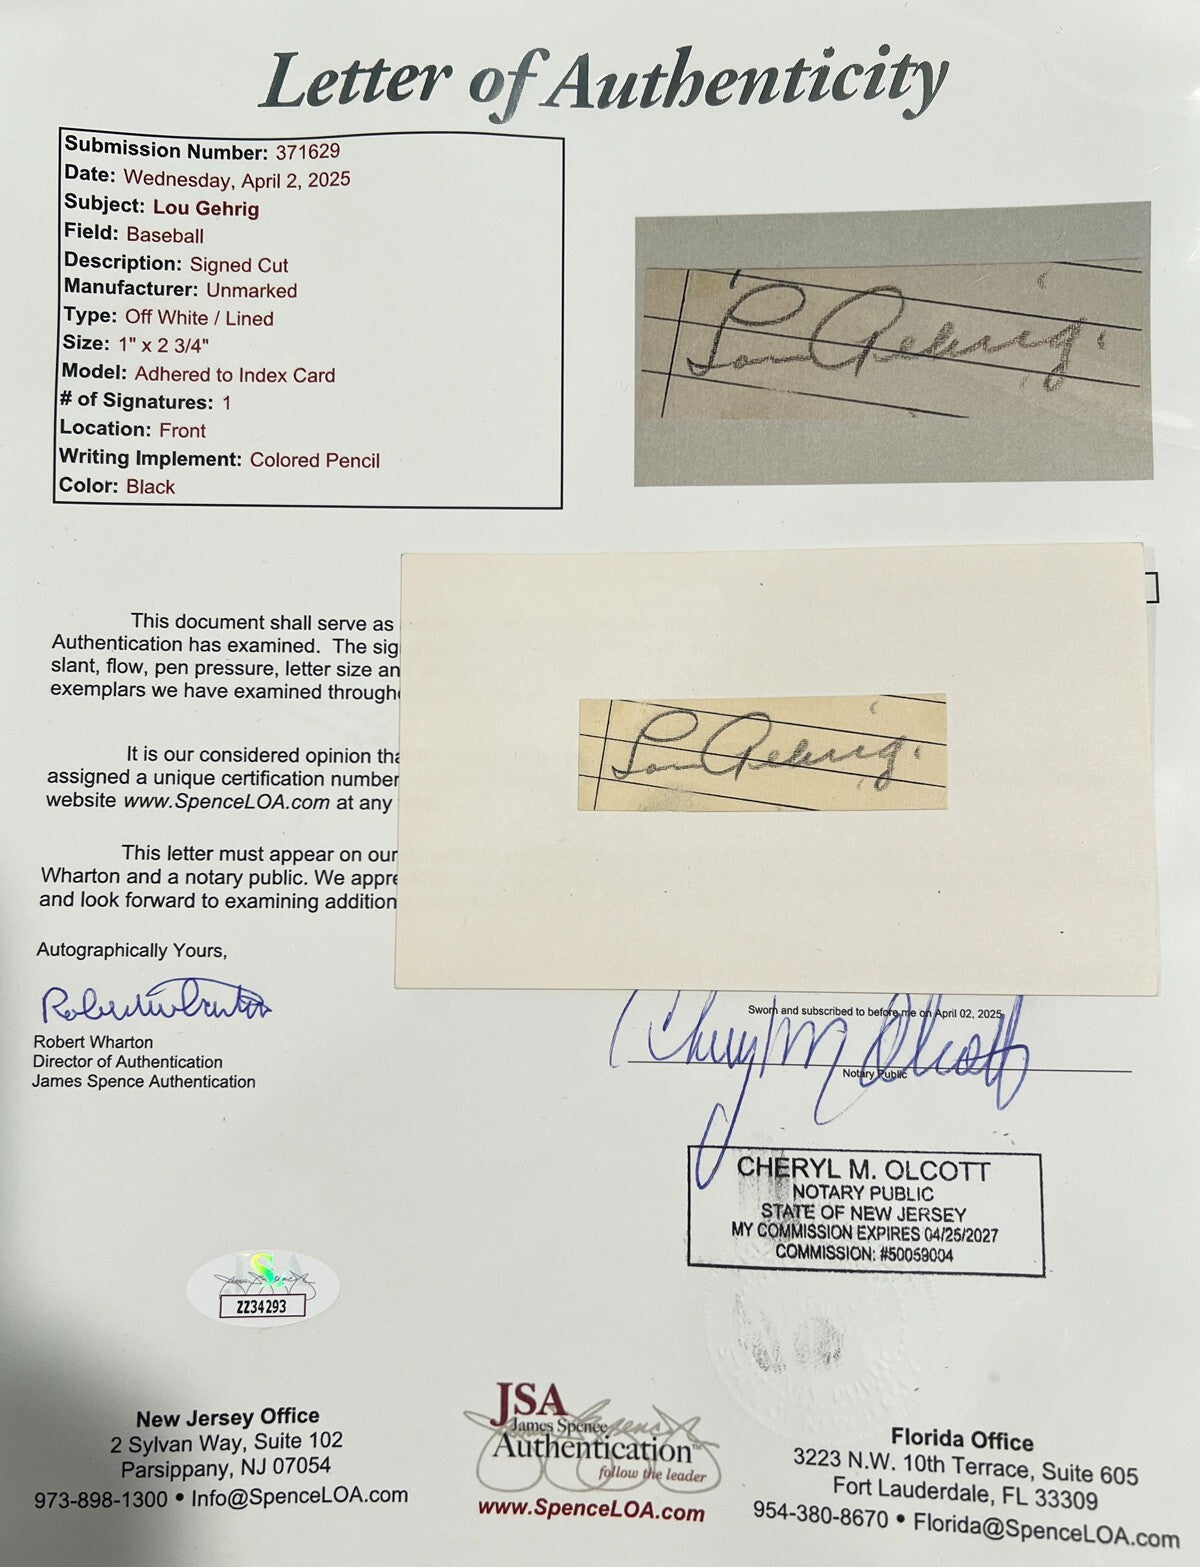 Letter of Authenticity
Submission Number: 371629
Date: Wednesday, April 2, 2025
Subject: Lou Gehrig
Field: Baseball
Description: Signed Cut
Manufacturer: Unmarked
Type: Off White / Lined
Size: 1" x 2 3/4"
Model: Adhered to Index Card
# of Signatures: 1
Location: Front
Writing Implement: Colored Pencil
Color: Black
Lou Gehrig
This document shall serve as
Authentication has examined. The sig
slant, flow, pen pressure, letter size an
exemplars we have examined through
It is our considered opinion tha
assigned a unique certification number
website www.SpenceLOA.com at any
This letter must appear on our
Wharton and a notary public. We appre
and look forward to examining addition
Lou Gehrig
Autographically Yours,
Robert Wharton
Robert Wharton
Director of Authentication
James Spence Authentication
Sworn and subscribed to before me on April 02, 2025
Cheryl M Olcott
Notary Public
CHERYL M. OLCOTT
NOTARY PUBLIC
STATE OF NEW JERSEY
MY COMMISSION EXPIRES 04/25/2027
COMMISSION: #50059004
JSA
ZZ34293
New Jersey Office
2 Sylvan Way, Suite 102
Parsippany, NJ 07054
973-898-1300 • Info@SpenceLOA.com
JSA
James Spence
Authentication™
follow the leader
www.SpenceLOA.com
Florida Office
3223 N.W. 10th Terrace, Suite 605
Fort Lauderdale, FL 33309
954-380-8670 • Florida@SpenceLOA.com